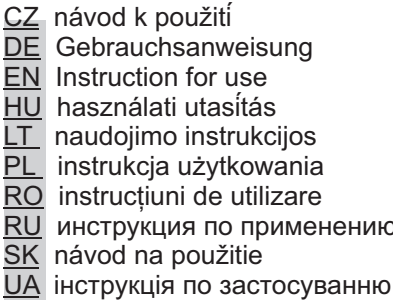 CZ návod k použití
DE Gebrauchsanweisung
EN Instruction for use
HU használati utasítás
LT naudojimo instrukcijos
PL instrukcja użytkowania
RO instrucțiuni de utilizare
RU инструкция по применению
SK návod na použitie
UA інструкція по застосуванню